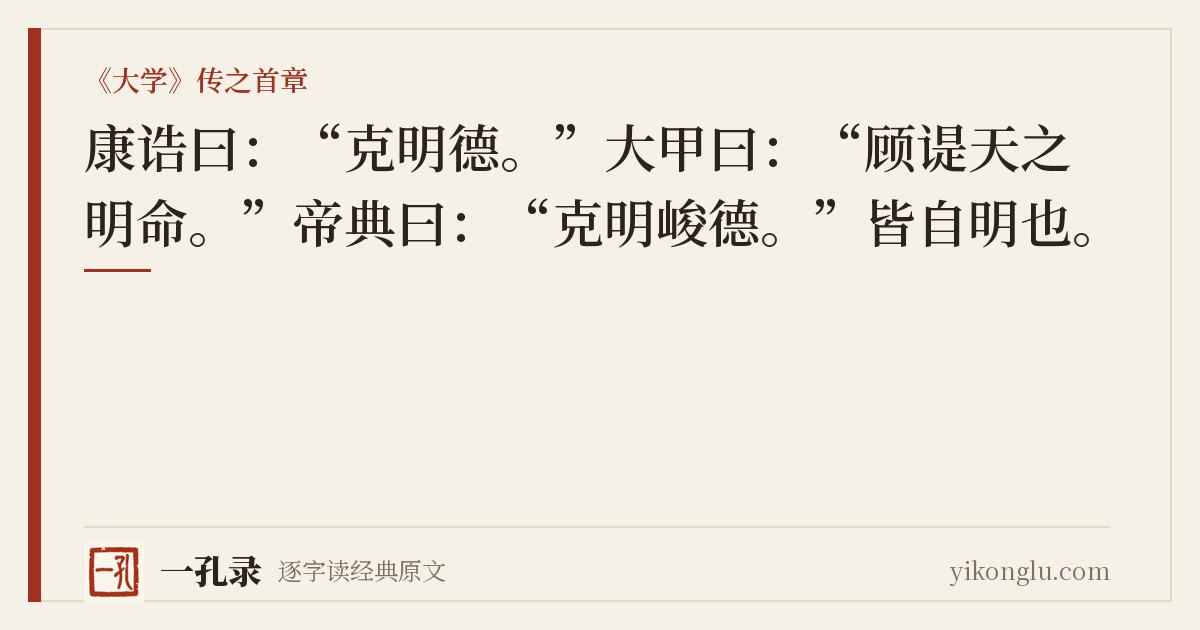 《大学》传之首章
康诰曰：“克明德。”大甲曰：“顾諟天之
明命。”帝典曰：“克明峻德。”皆自明也。
一孔
一孔录 逐字读经典原文 yikonglu.com